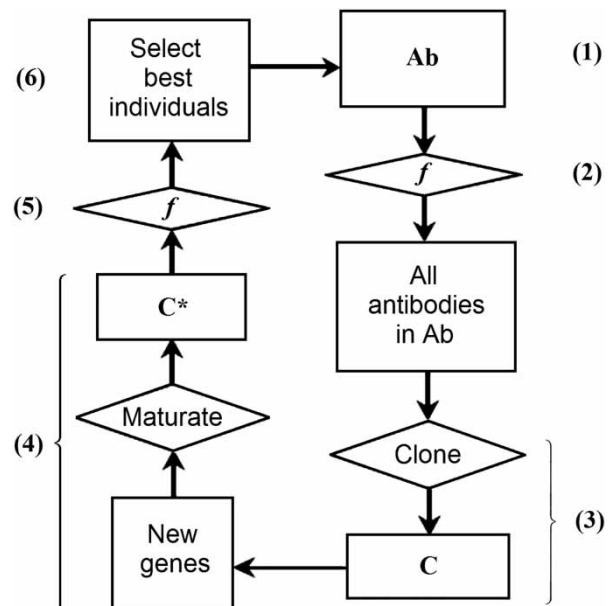 Ab
(1)
f
(2)
All
antibodies
in Ab
Clone
C
(3)
New
genes
Maturate
C*
(4)
f
(5)
Select
best
individuals
(6)